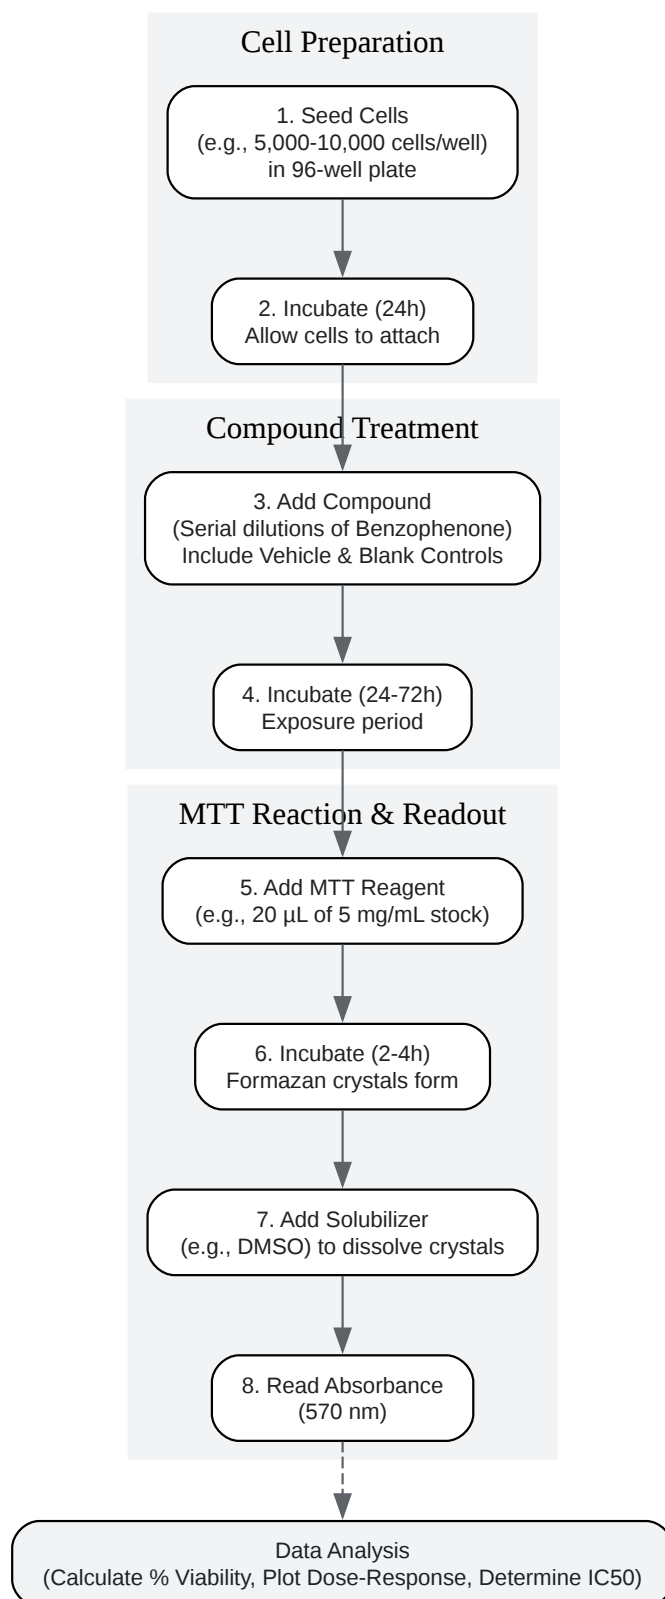 Cell Preparation
1. Seed Cells
(e.g., 5,000-10,000 cells/well)
in 96-well plate
2. Incubate (24h)
Allow cells to attach
Compound Treatment
3. Add Compound
(Serial dilutions of Benzophenone)
Include Vehicle & Blank Controls
4. Incubate (24-72h)
Exposure period
MTT Reaction & Readout
5. Add MTT Reagent
(e.g., 20 µL of 5 mg/mL stock)
6. Incubate (2-4h)
Formazan crystals form
7. Add Solubilizer
(e.g., DMSO) to dissolve crystals
8. Read Absorbance
(570 nm)
Data Analysis
(Calculate % Viability, Plot Dose-Response, Determine IC50)